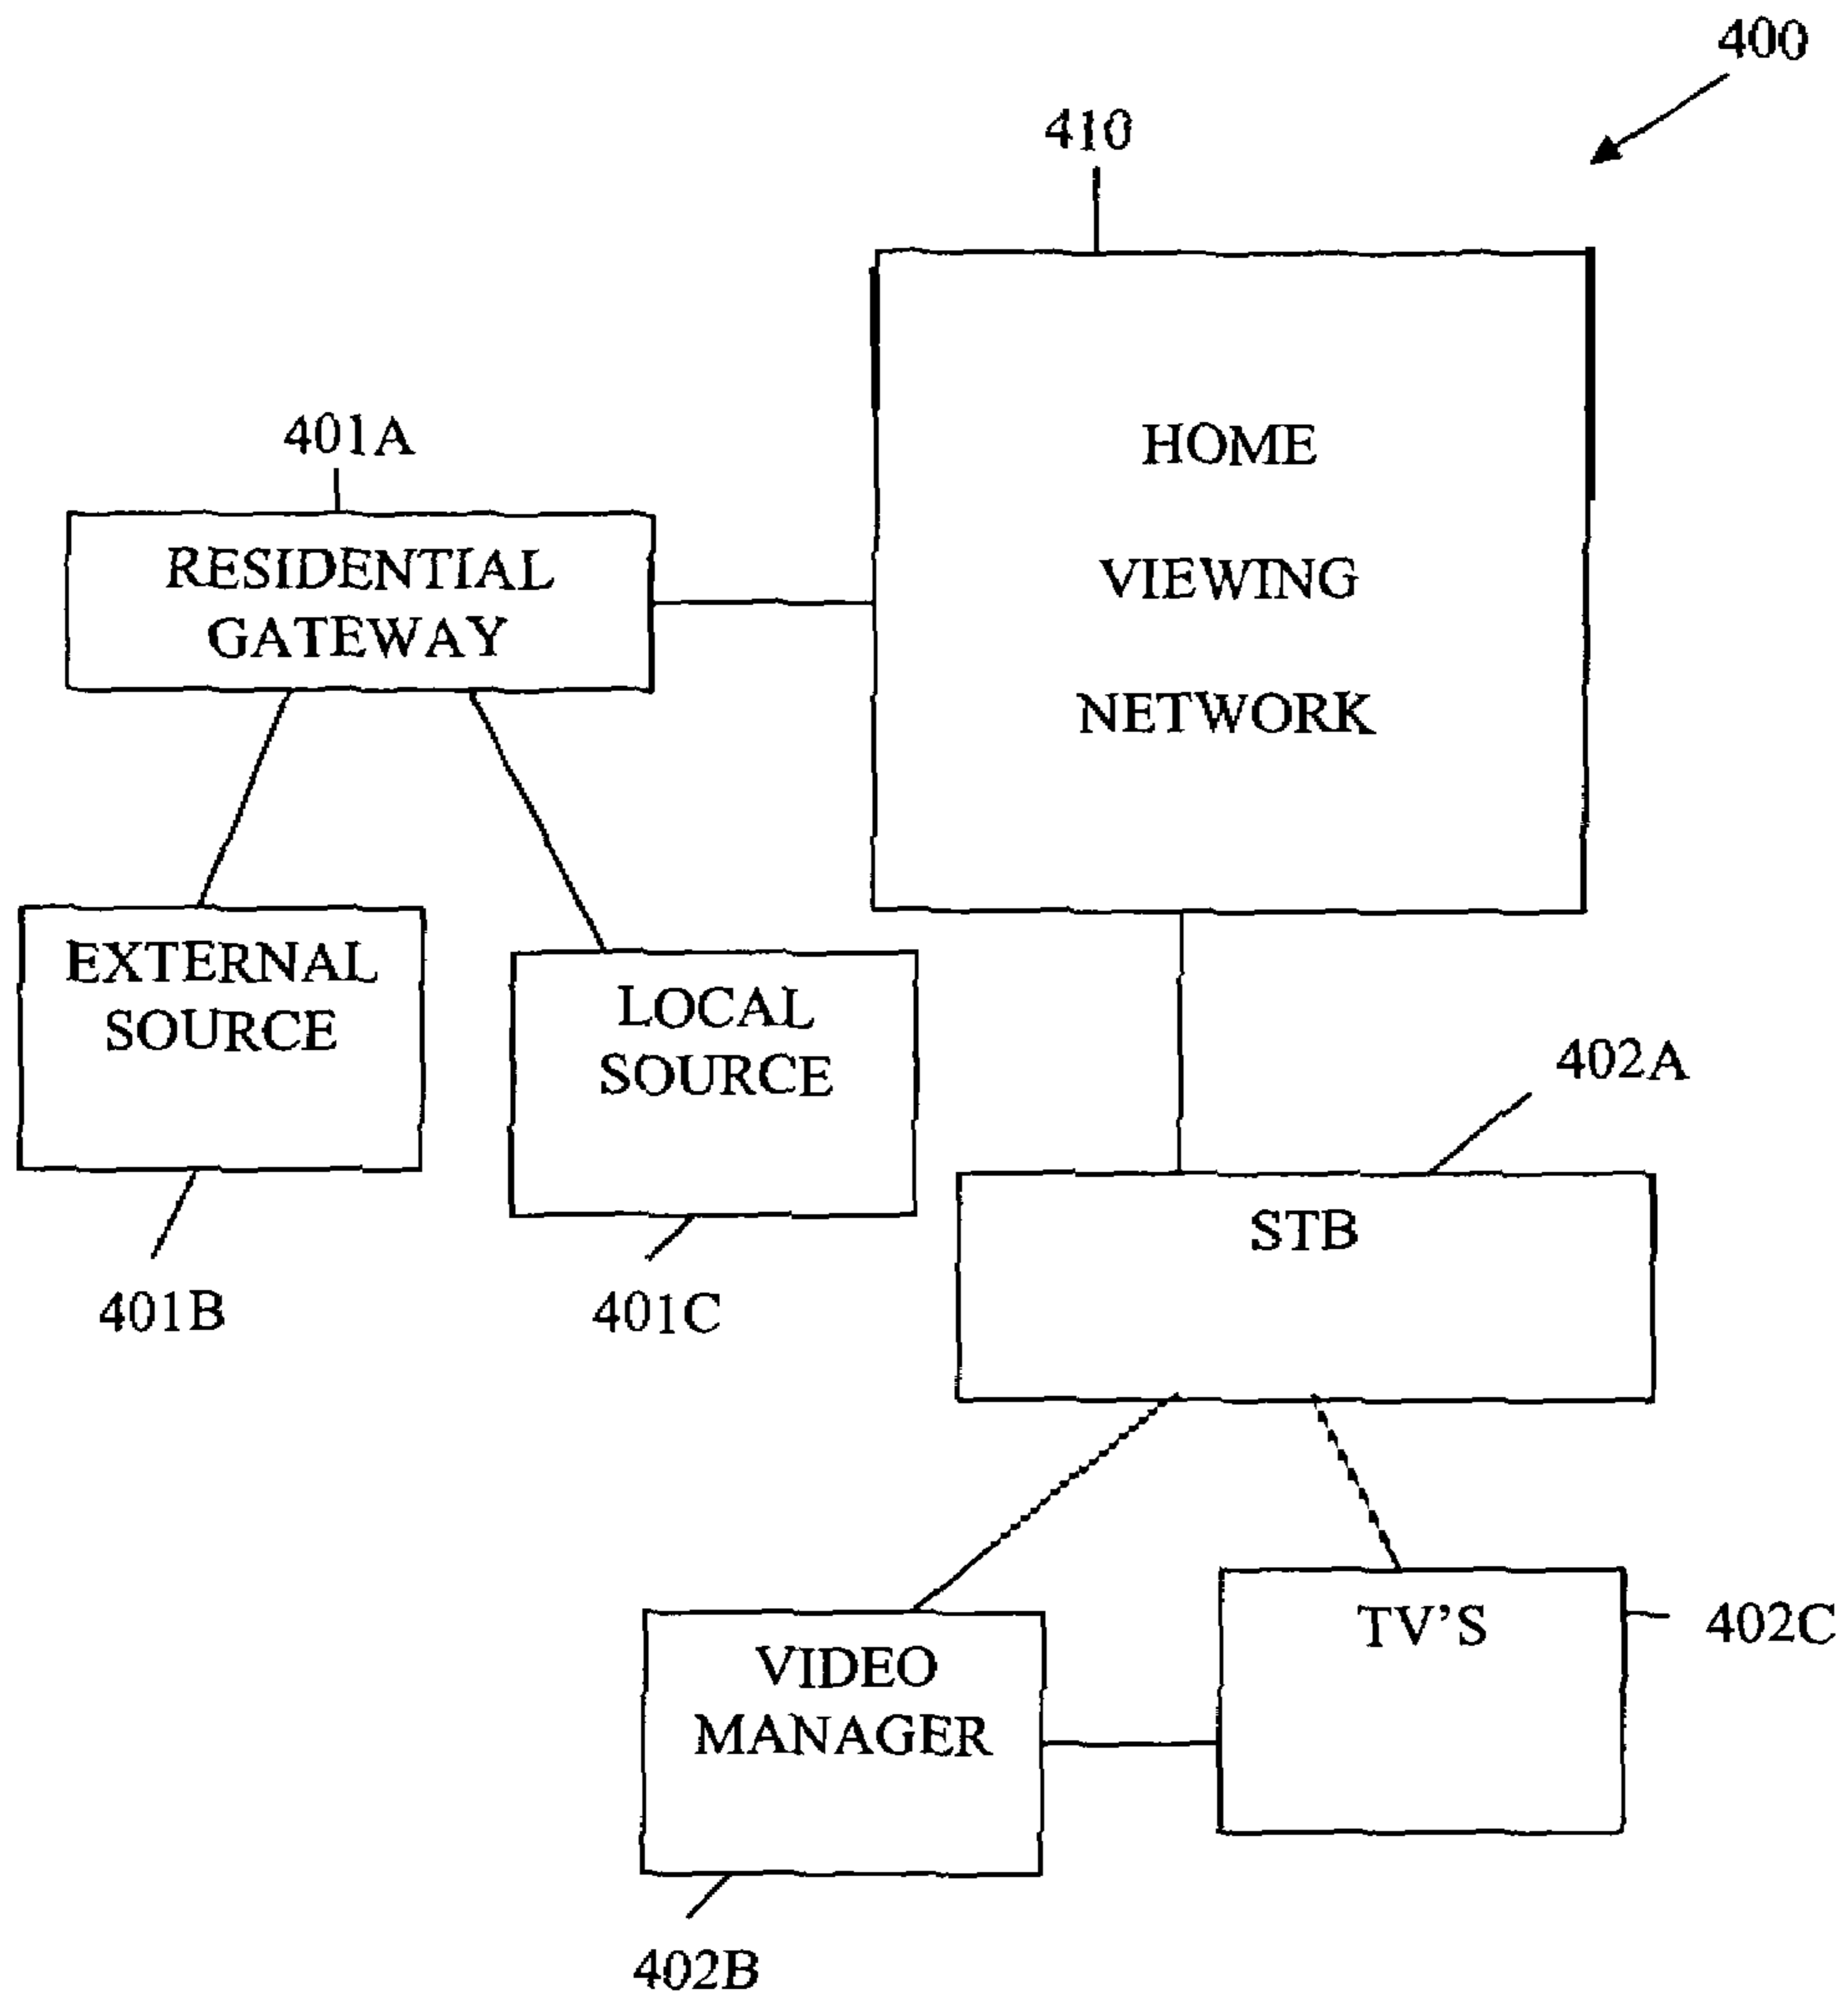 400
410
HOME
VIEWING
NETWORK
401A
RESIDENTIAL
GATEWAY
EXTERNAL
SOURCE
LOCAL
SOURCE
401B
401C
402A
STB
TV'S
402C
VIDEO
MANAGER
402B